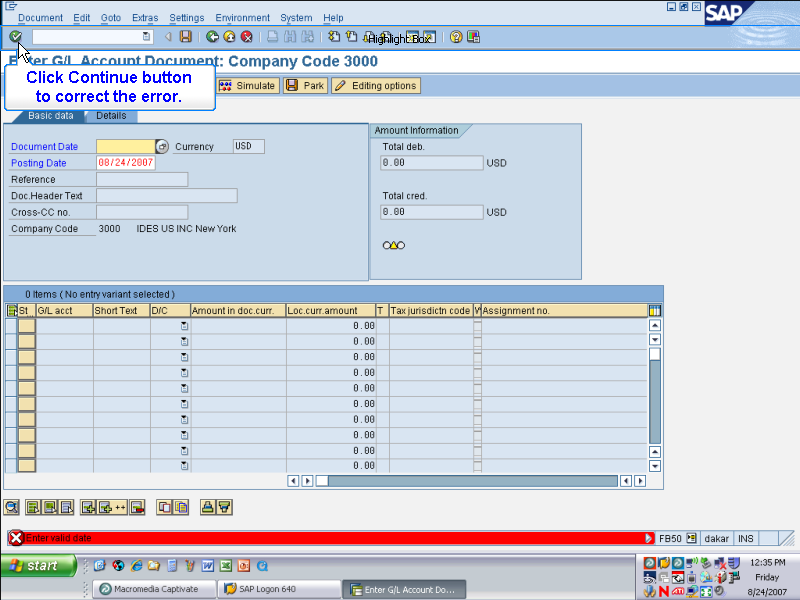 Document Edit Goto Extras Settings Environment System Help
SAP
Highlight Box
Enter G/L Account Document: Company Code 3000
Click Continue button
to correct the error.
Simulate Park Editing options
Basic data Details
Amount Information
Document Date Currency USD
Total deb.
Posting Date 08/24/2007
0.00 USD
Reference
Doc.Header Text
Total cred.
Cross-CC no.
0.00 USD
Company Code 3000 IDES US INC New York
0 Items ( No entry variant selected )
St... G/L acct Short Text D/C Amount in doc.curr. Loc.curr.amount T Tax jurisdictn code V Assignment no.
0.00
0.00
0.00
0.00
0.00
0.00
0.00
0.00
0.00
0.00
Enter valid date FB50 dakar INS
start
12:35 PM
Friday
8/24/2007
Macromedia Captivate SAP Logon 640 Enter G/L Account Do...